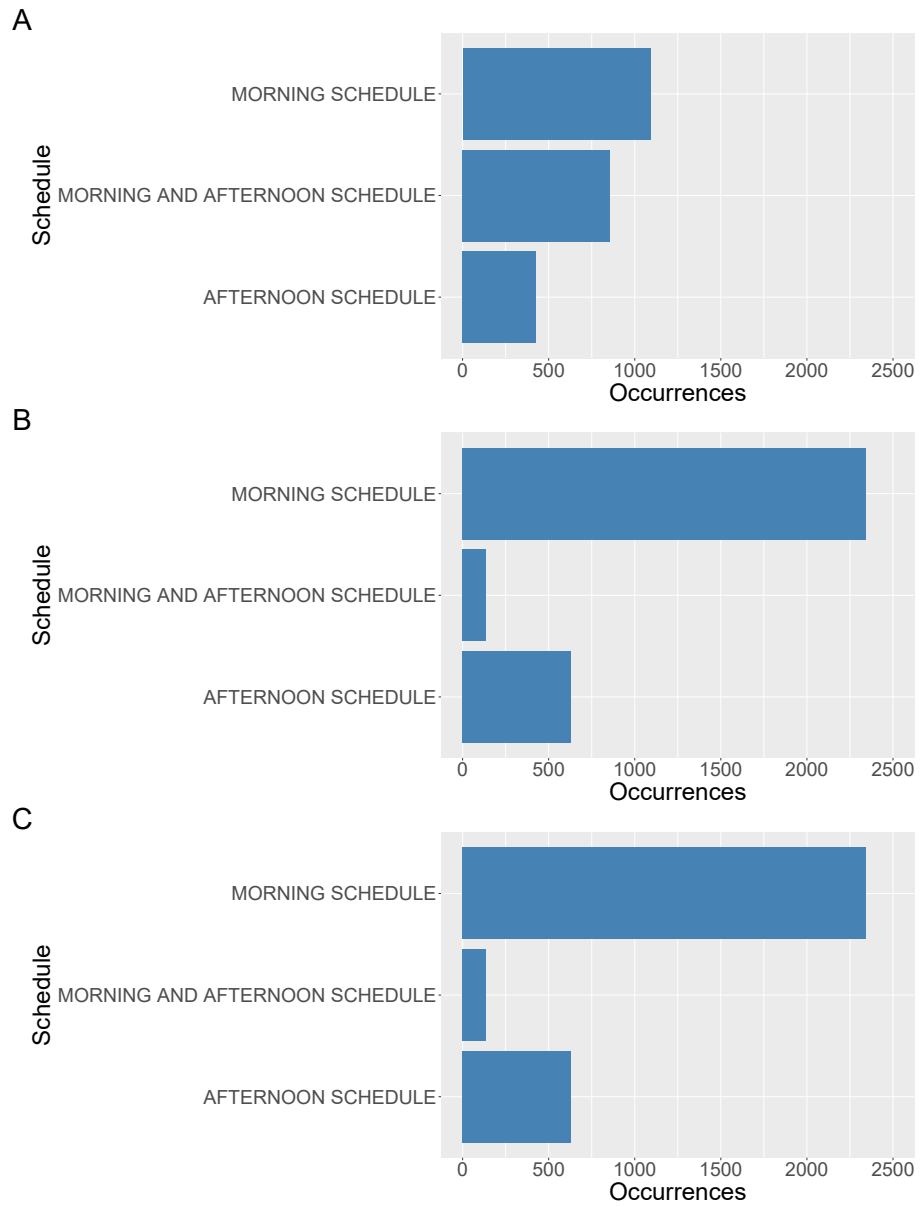 A
MORNING SCHEDULE
MORNING AND AFTERNOON SCHEDULE
AFTERNOON SCHEDULE
Schedule
0 500 1000 1500 2000 2500
Occurrences
B
MORNING SCHEDULE
MORNING AND AFTERNOON SCHEDULE
AFTERNOON SCHEDULE
Schedule
0 500 1000 1500 2000 2500
Occurrences
C
MORNING SCHEDULE
MORNING AND AFTERNOON SCHEDULE
AFTERNOON SCHEDULE
Schedule
0 500 1000 1500 2000 2500
Occurrences